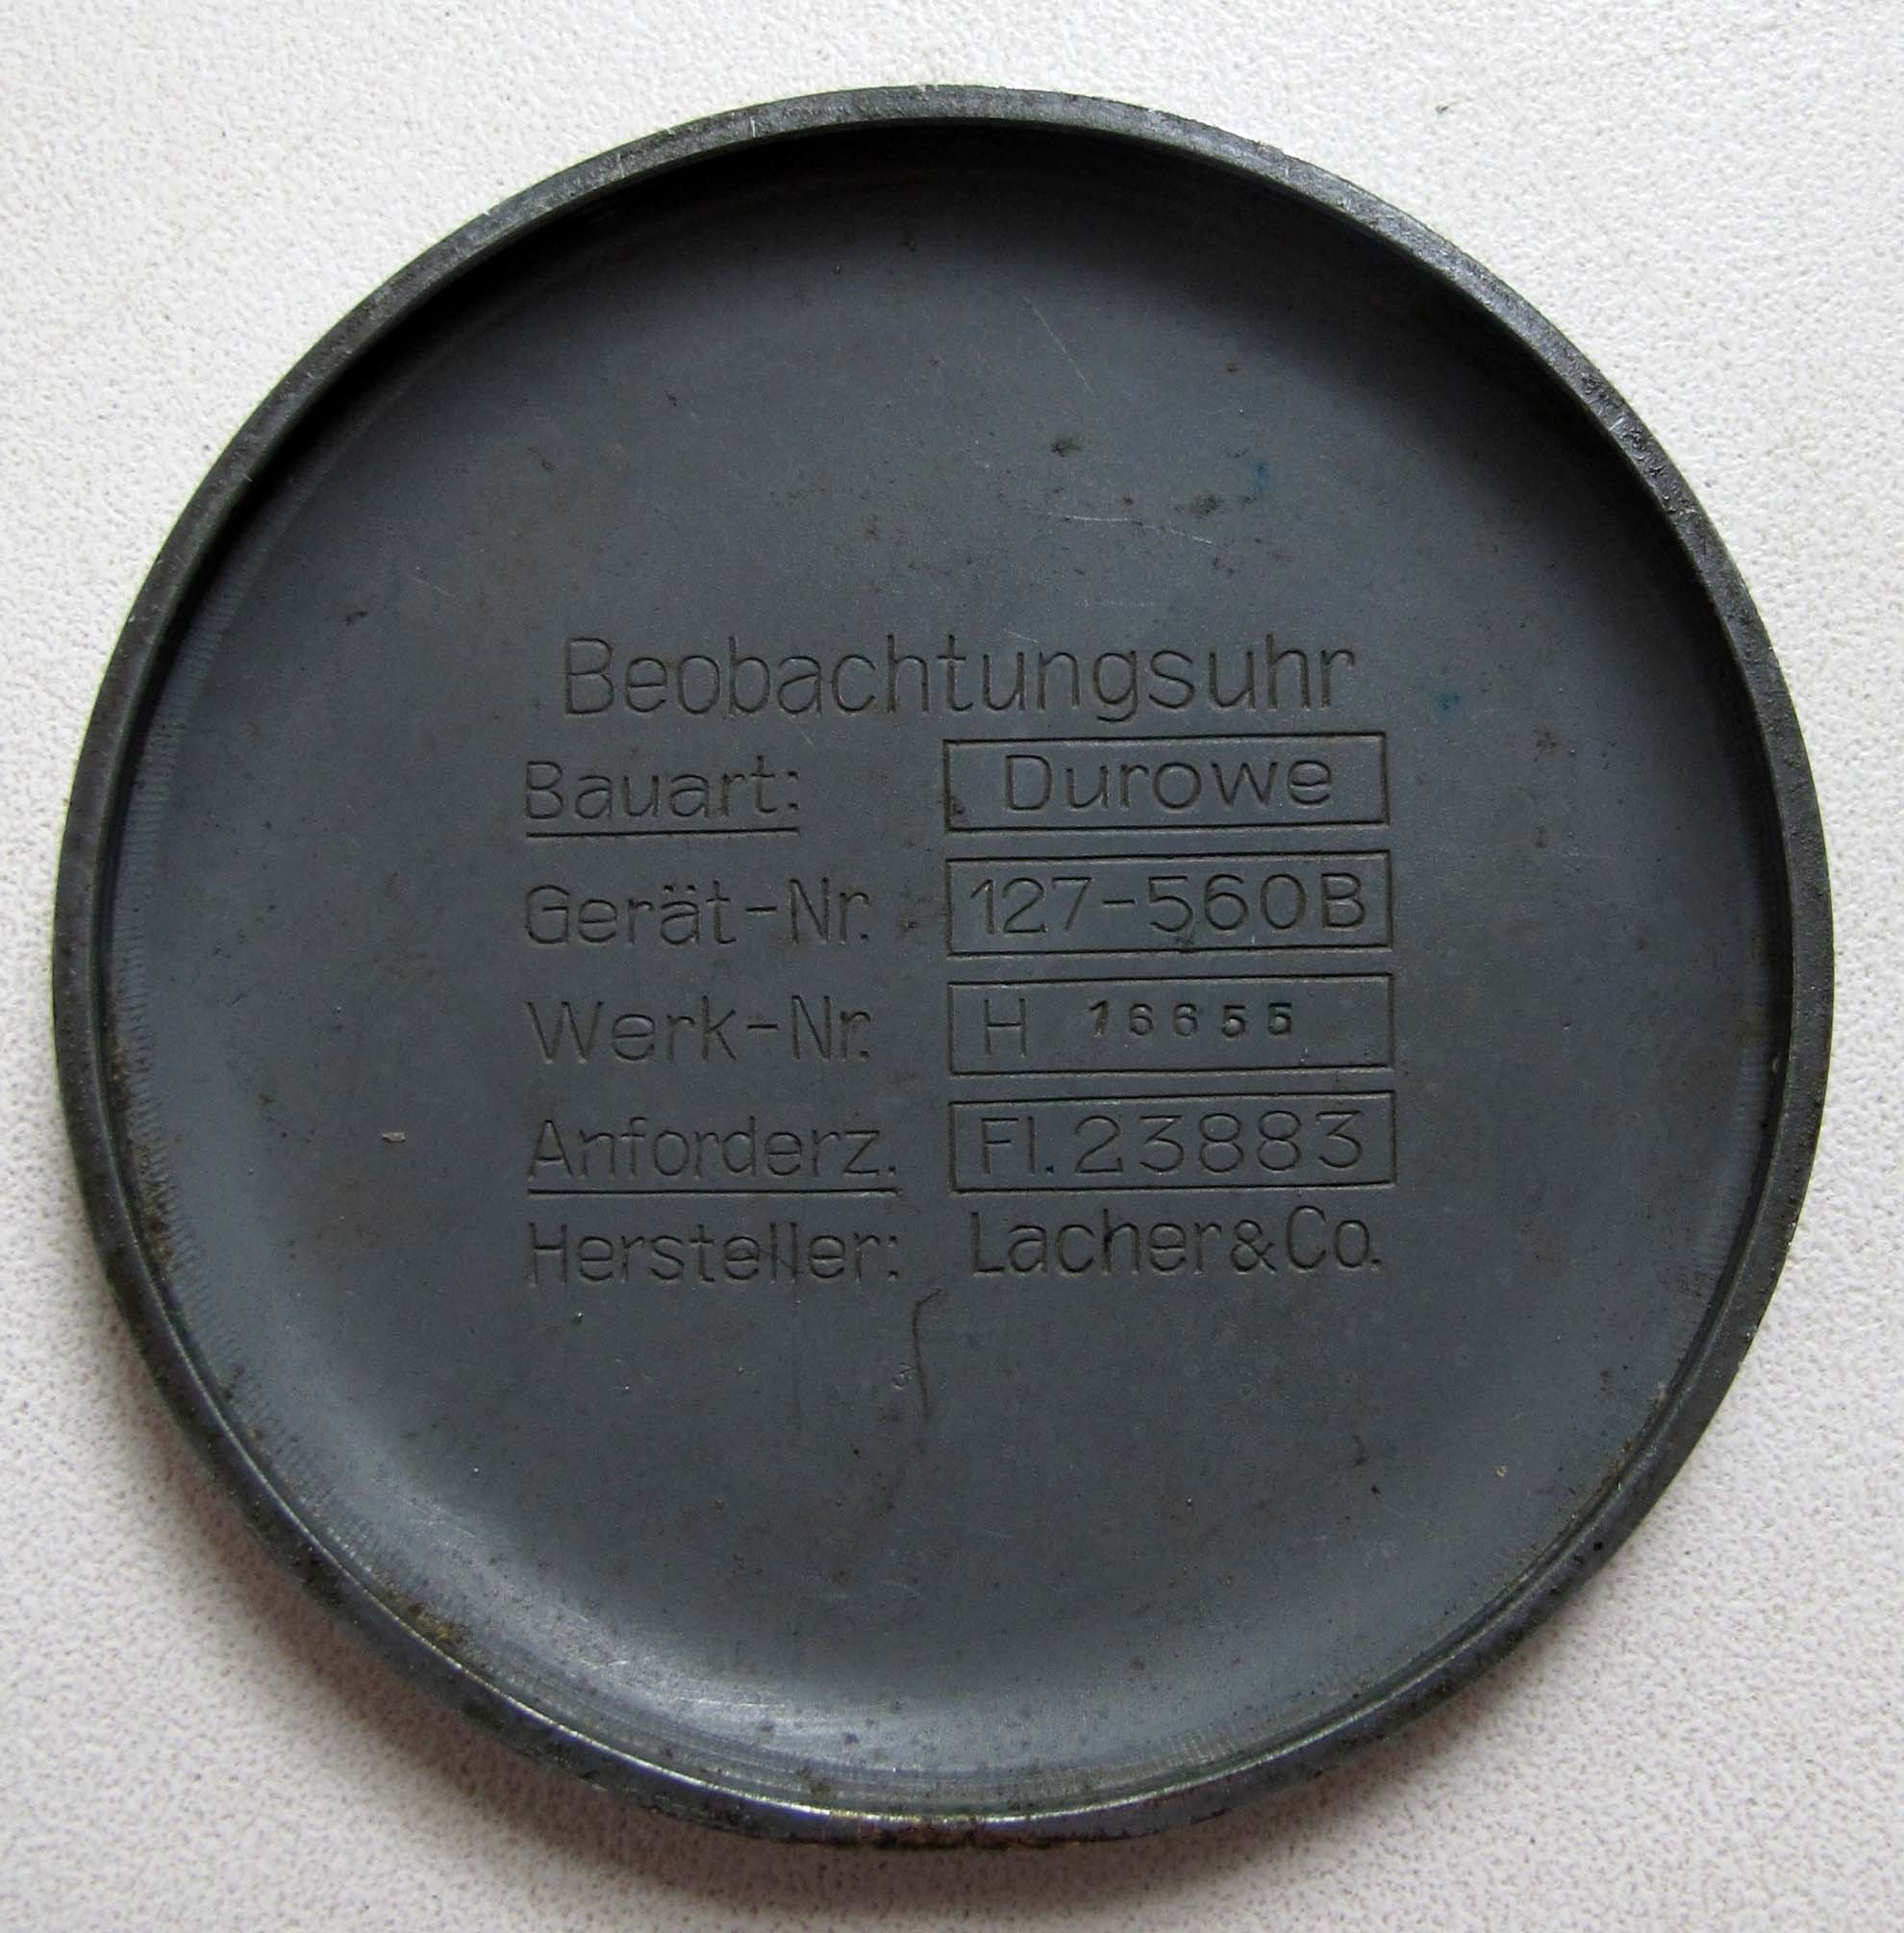 Beobachtungsuhr
Bauart: Durowe
Gerät-Nr. 127-560B
Werk-Nr. H 16655
Anforderz. Fl.23883
Hersteller: Lacher&Co.